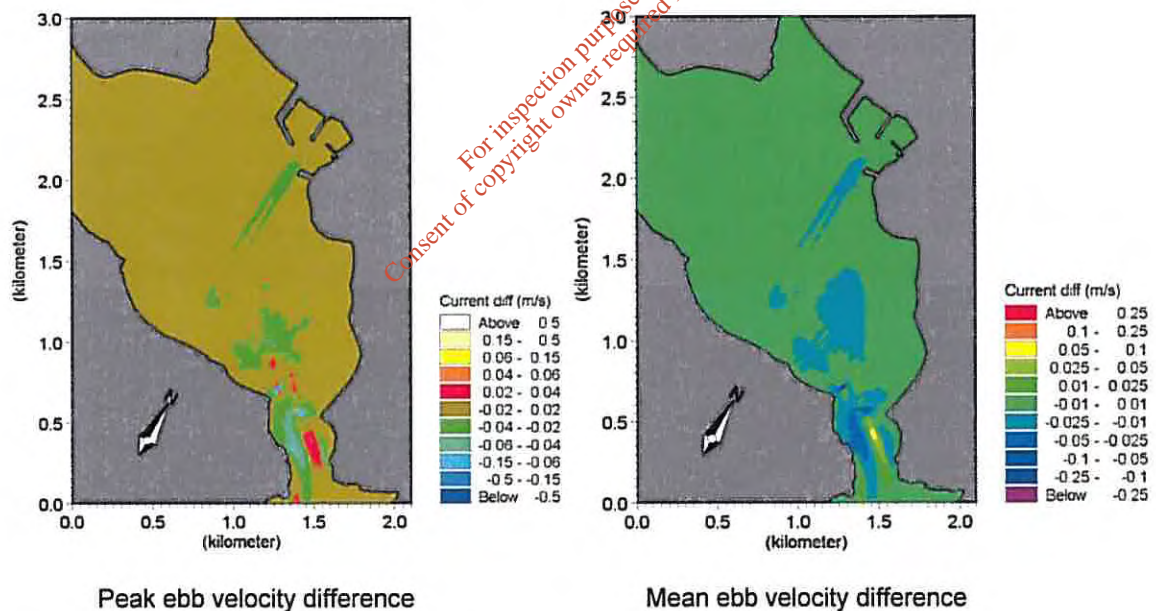 For inspection purpose
Consent of copyright owner required
3.0
2.5
2.0
1.5
1.0
0.5
0.0
(kilometer)
0.0 0.5 1.0 1.5 2.0
(kilometer)
N
Current diff (m/s)
Above 0 5
0.15 - 0 5
0 06 - 0 15
0 04 - 0 06
0 02 - 0 04
-0 02 - 0 02
-0 04 - -0 02
-0 06 - -0 04
-0 15 - -0 06
-0 5 - -0 15
Below -0 5
Peak ebb velocity difference
3.0
2.5
2.0
1.5
1.0
0.5
0.0
(kilometer)
0.0 0.5 1.0 1.5 2.0
(kilometer)
N
Current diff (m/s)
Above 0 25
0.1 - 0 25
0 05 - 0 1
0 025 - 0 05
0 01 - 0 025
-0 01 - 0 01
-0 025 - -0 01
-0 05 - -0 025
-0 1 - -0 05
-0 25 - -0 1
Below -0 25
Mean ebb velocity difference